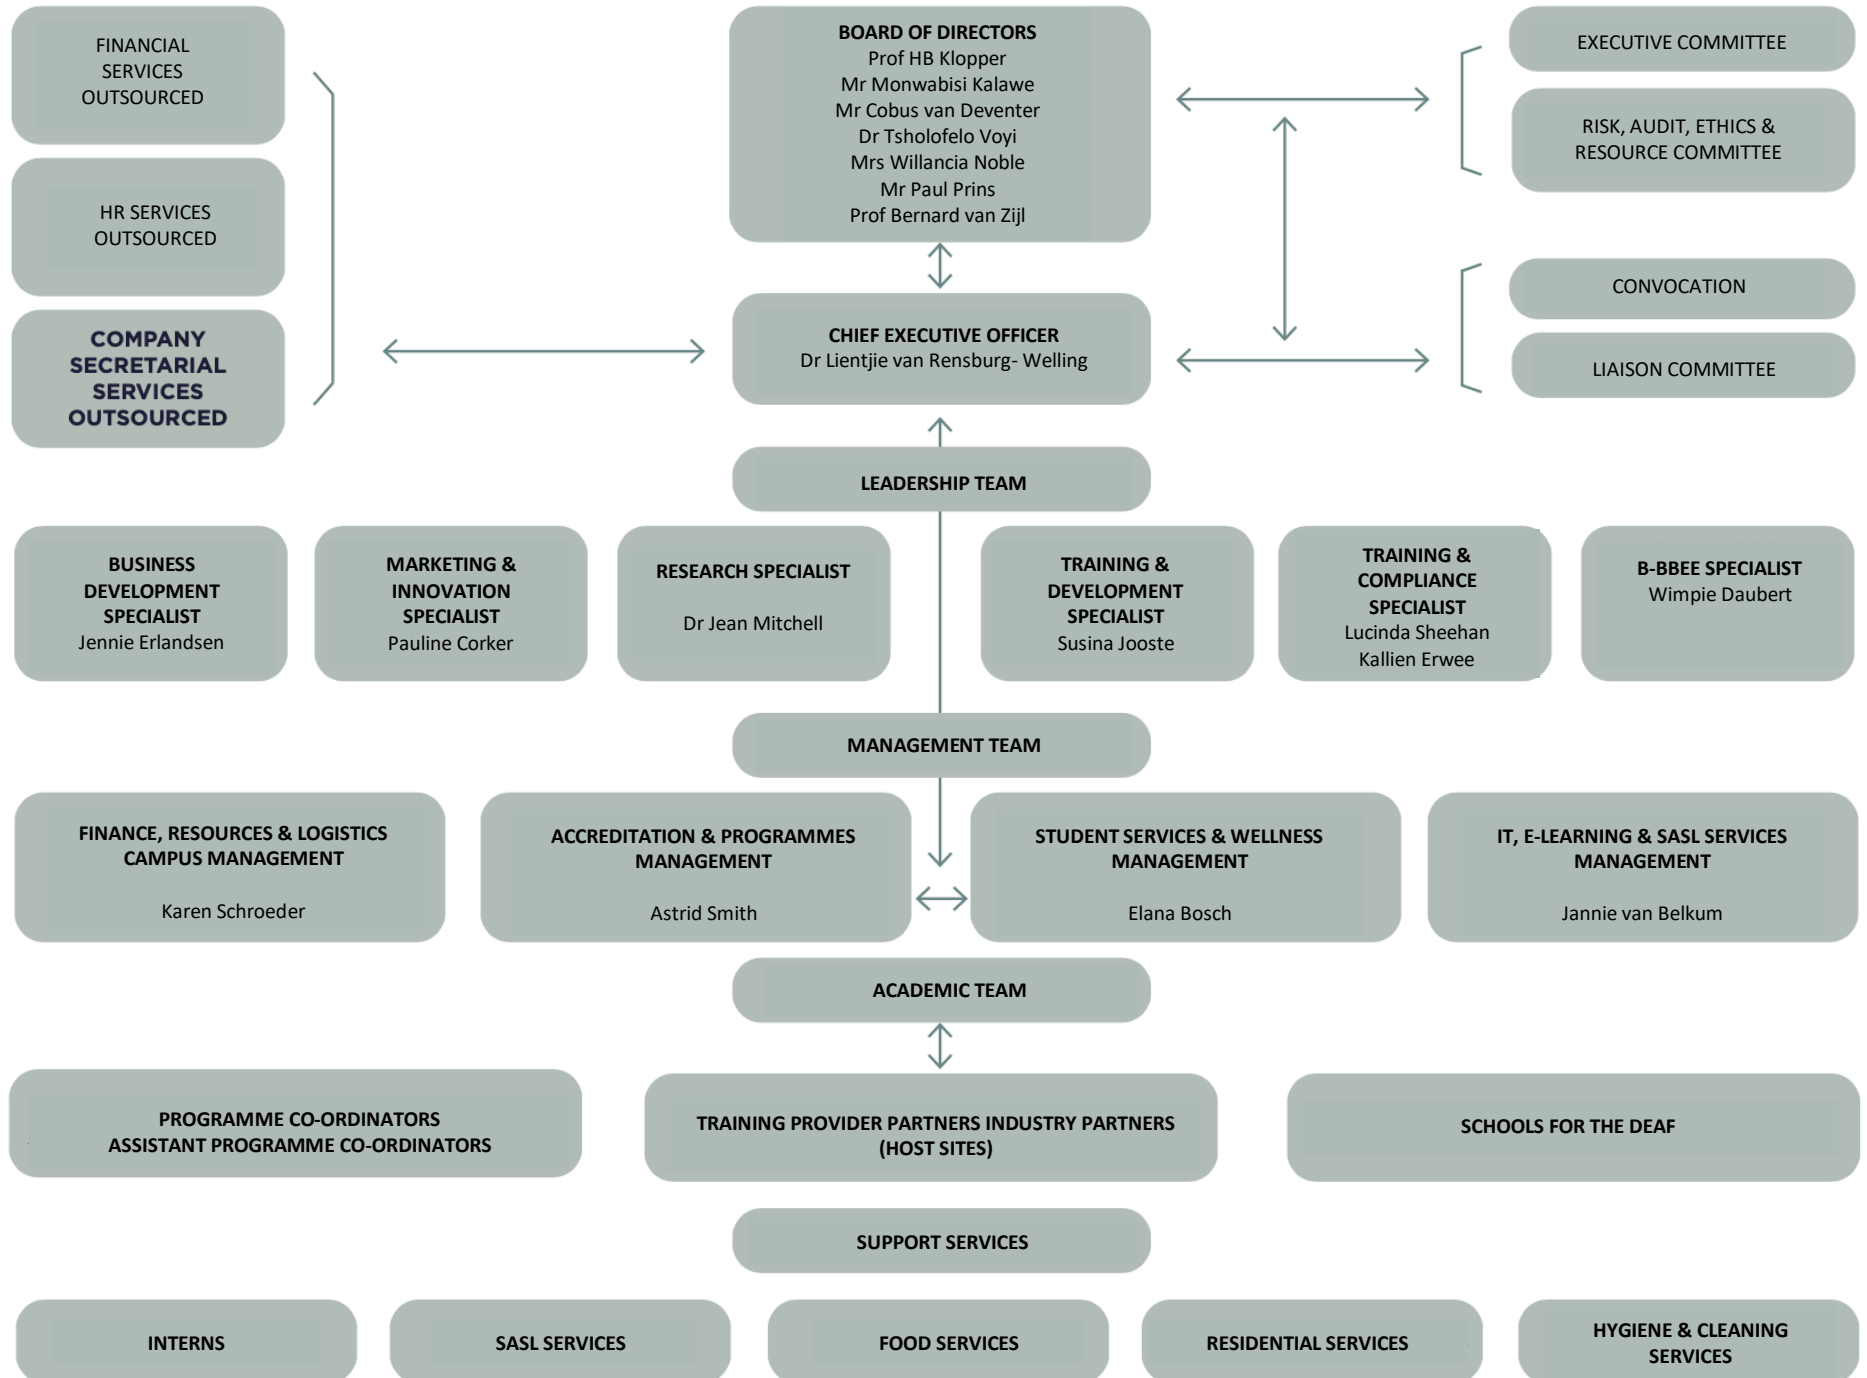 FINANCIAL
SERVICES
OUTSOURCED
HR SERVICES
OUTSOURCED
COMPANY
SECRETARIAL
SERVICES
OUTSOURCED
BOARD OF DIRECTORS
Prof HB Klopper
Mr Monwabisi Kalawe
Mr Cobus van Deventer
Dr Tsholofelo Voyi
Mrs Willancia Noble
Mr Paul Prins
Prof Bernard van Zijl
EXECUTIVE COMMITTEE
RISK, AUDIT, ETHICS &
RESOURCE COMMITTEE
CHIEF EXECUTIVE OFFICER
Dr Lientjie van Rensburg- Welling
CONVOCATION
LIAISON COMMITTEE
LEADERSHIP TEAM
BUSINESS
DEVELOPMENT
SPECIALIST
Jennie Erlandsen
MARKETING &
INNOVATION
SPECIALIST
Pauline Corker
RESEARCH SPECIALIST
Dr Jean Mitchell
TRAINING &
DEVELOPMENT
SPECIALIST
Susina Jooste
TRAINING &
COMPLIANCE
SPECIALIST
Lucinda Sheehan
Kallien Erwee
B-BBEE SPECIALIST
Wimpie Daubert
MANAGEMENT TEAM
FINANCE, RESOURCES & LOGISTICS
CAMPUS MANAGEMENT
Karen Schroeder
ACCREDITATION & PROGRAMMES
MANAGEMENT
Astrid Smith
STUDENT SERVICES & WELLNESS
MANAGEMENT
Elana Bosch
IT, E-LEARNING & SASL SERVICES
MANAGEMENT
Jannie van Belkum
ACADEMIC TEAM
PROGRAMME CO-ORDINATORS
ASSISTANT PROGRAMME CO-ORDINATORS
TRAINING PROVIDER PARTNERS INDUSTRY PARTNERS
(HOST SITES)
SCHOOLS FOR THE DEAF
SUPPORT SERVICES
INTERNS
SASL SERVICES
FOOD SERVICES
RESIDENTIAL SERVICES
HYGIENE & CLEANING
SERVICES